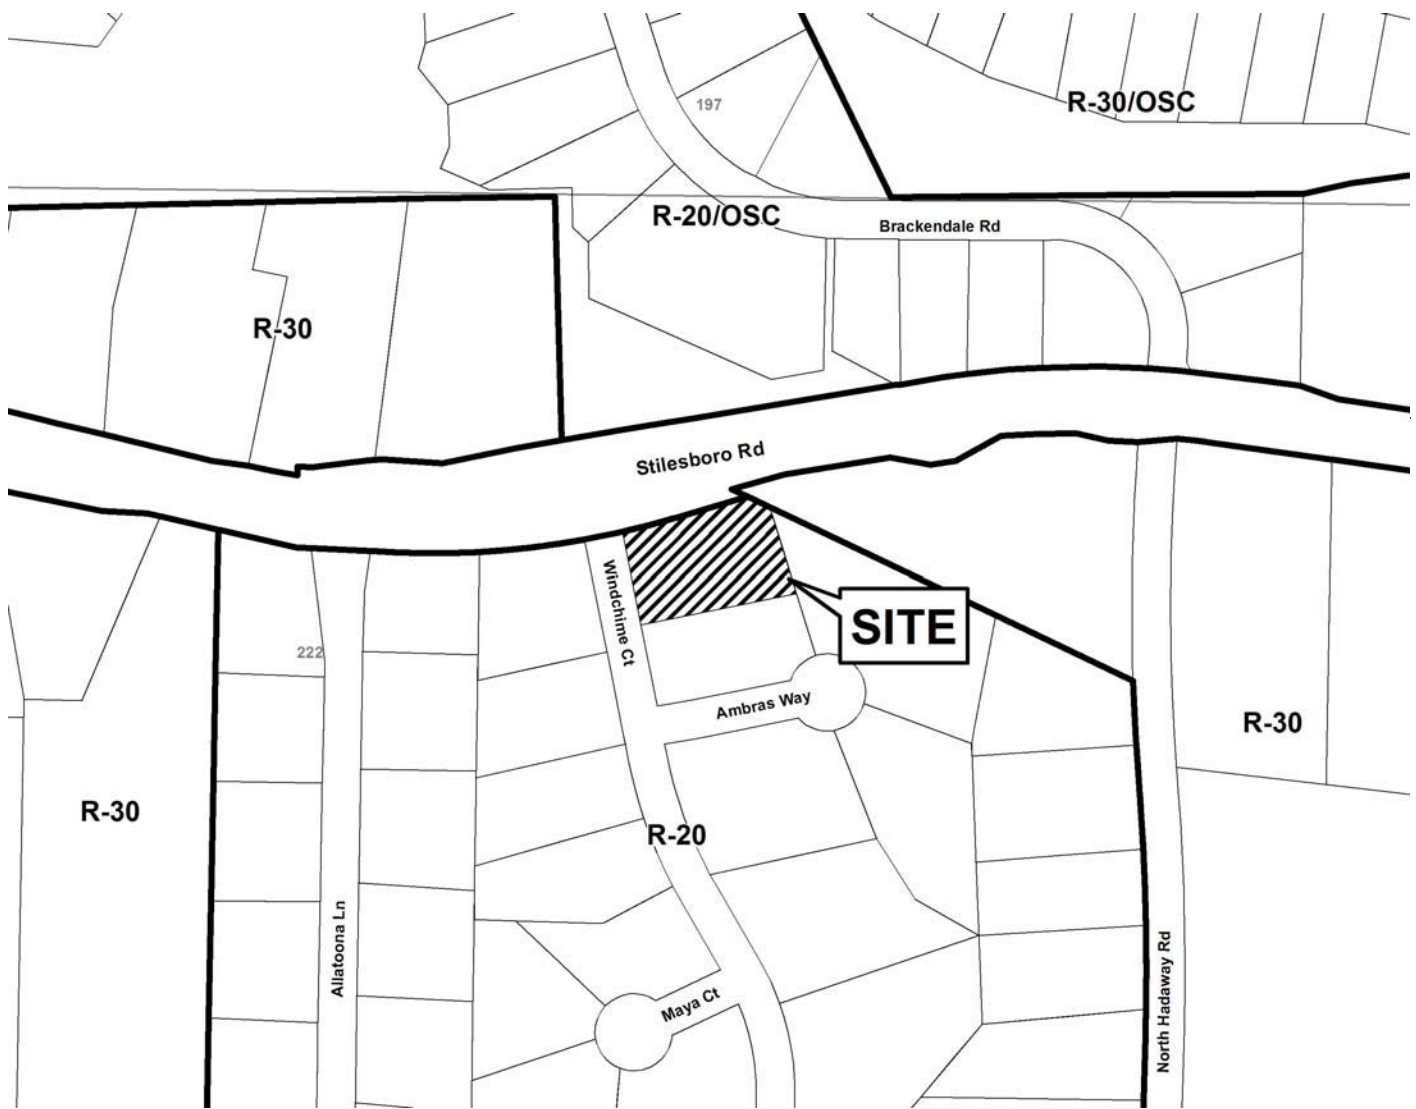 R-30/OSC
197
R-20/OSC
Brackendale Rd
R-30
Stilesboro Rd
Windchime Ct
SITE
222
Ambras Way
R-30
R-30
R-20
Allatoona Ln
Maya Ct
North Hadaway Rd